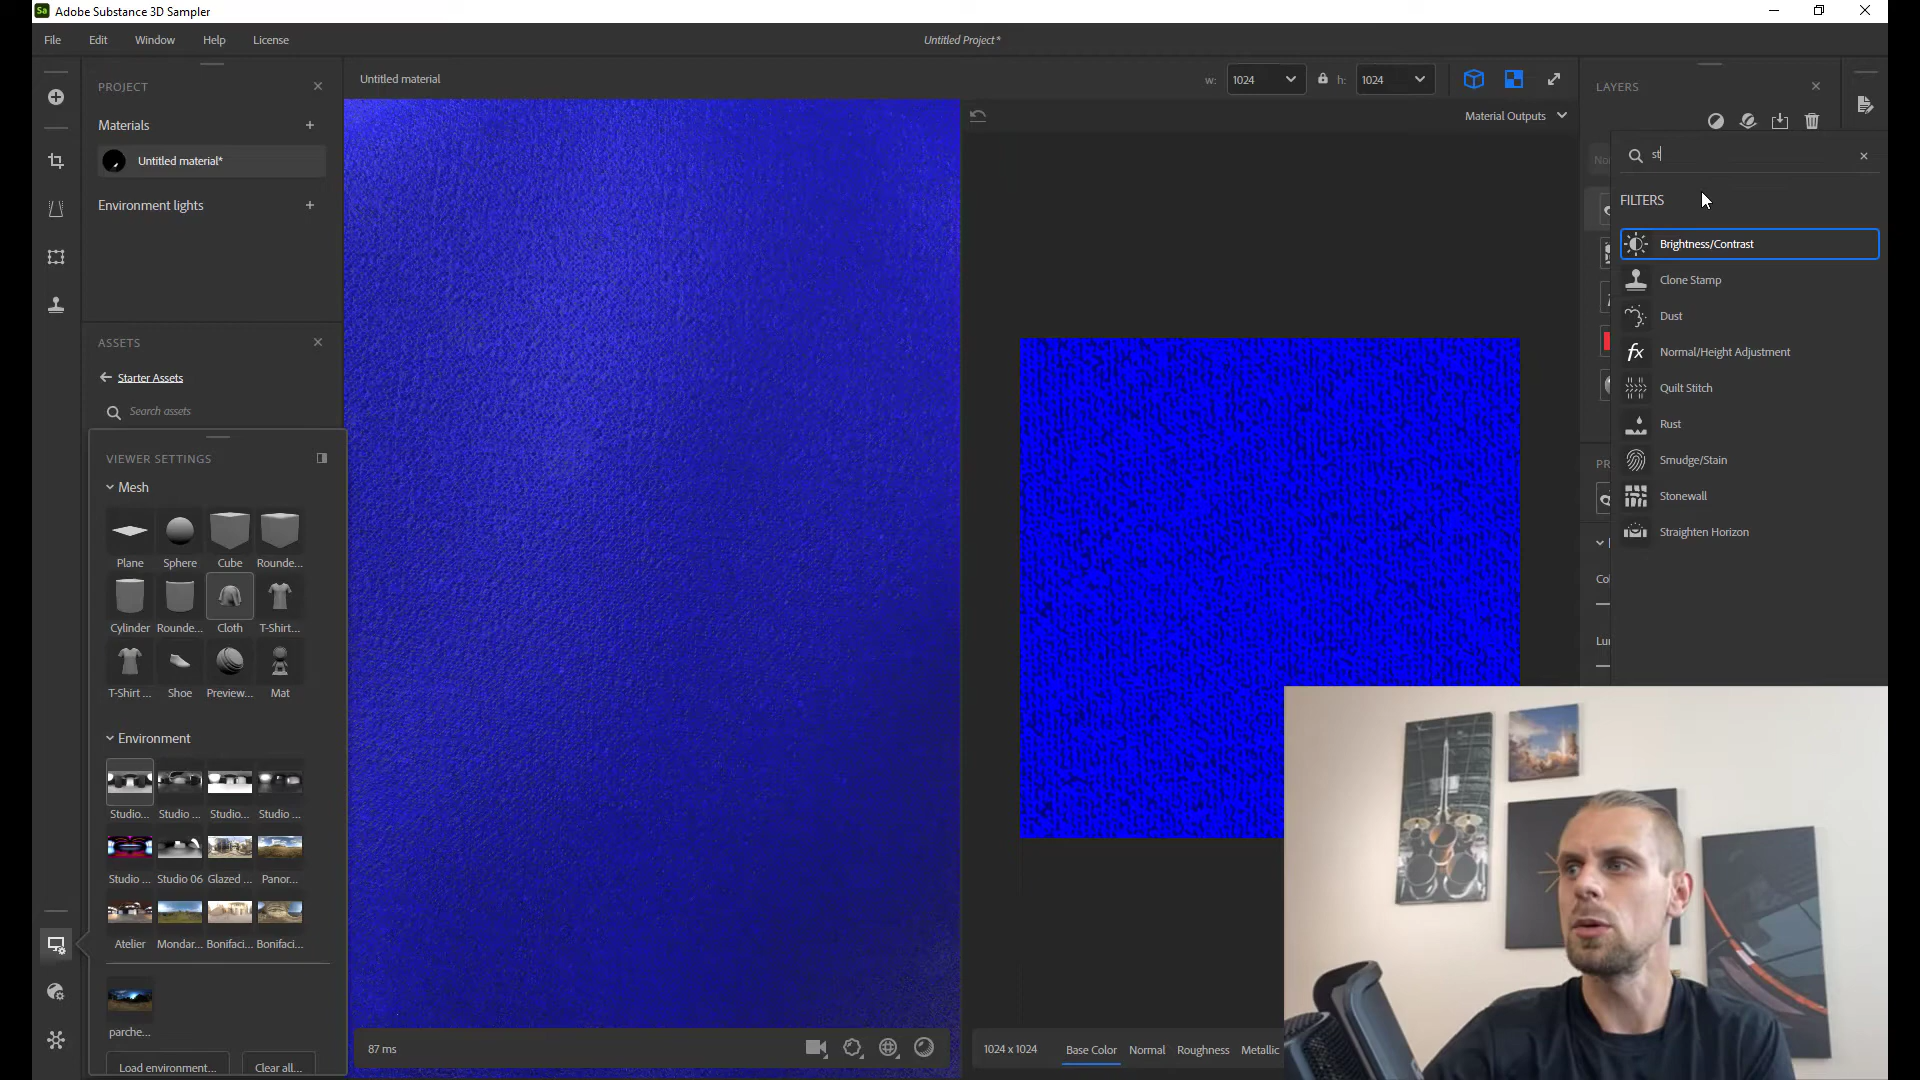 Sa Adobe Substance 3D Sampler
File Edit Window Help License
Untitled Project*
PROJECT
Materials
Untitled material*
Environment lights
ASSETS
Starter Assets
Search assets
VIEWER SETTINGS
Mesh
Plane Sphere Cube Rounde...
Cylinder Rounde... Cloth T-Shirt...
T-Shirt ... Shoe Preview... Mat
Environment
Studio... Studio ... Studio... Studio ...
Studio ... Studio 06 Glazed ... Panor...
Atelier Mondar... Bonifaci... Bonifaci...
parche...
Load environment... Clear all...
Untitled material
w: 1024 h: 1024
Material Outputs
87 ms
1024 x 1024 Base Color Normal Roughness Metallic
LAYERS
st
FILTERS
Brightness/Contrast
Clone Stamp
Dust
fx Normal/Height Adjustment
Quilt Stitch
Rust
Smudge/Stain
Stonewall
Straighten Horizon